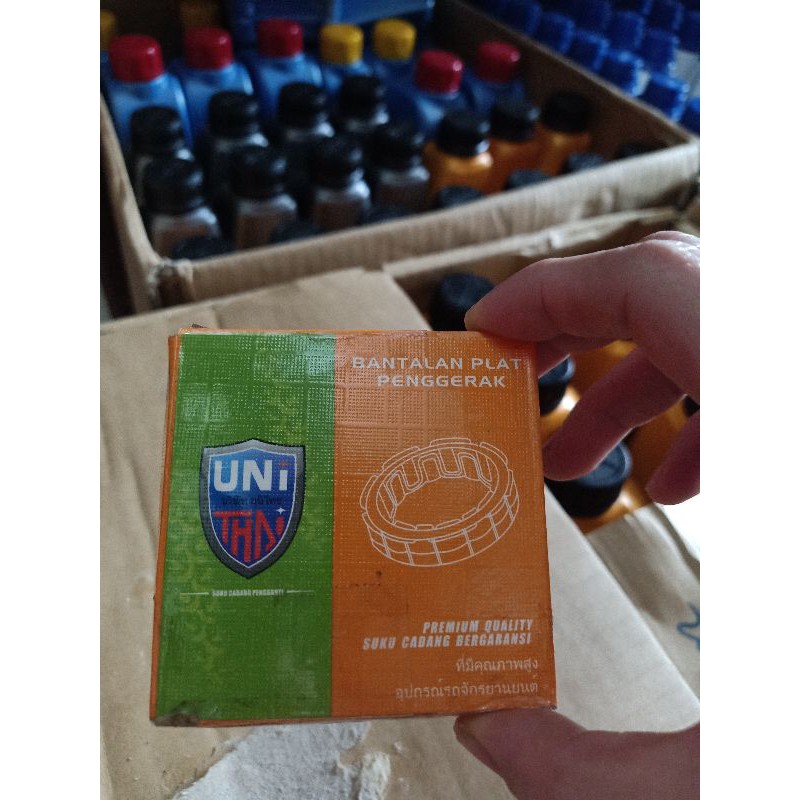 BANTALAN PLAT
PENGGERAK
UNi
THAI
SUKU CADANG PENGGANTI
PREMIUM QUALITY
SUKU CADANG BERGARANSI
ที่มีคุณภาพสูง
อุปกรณ์รถจักรยานยนต์